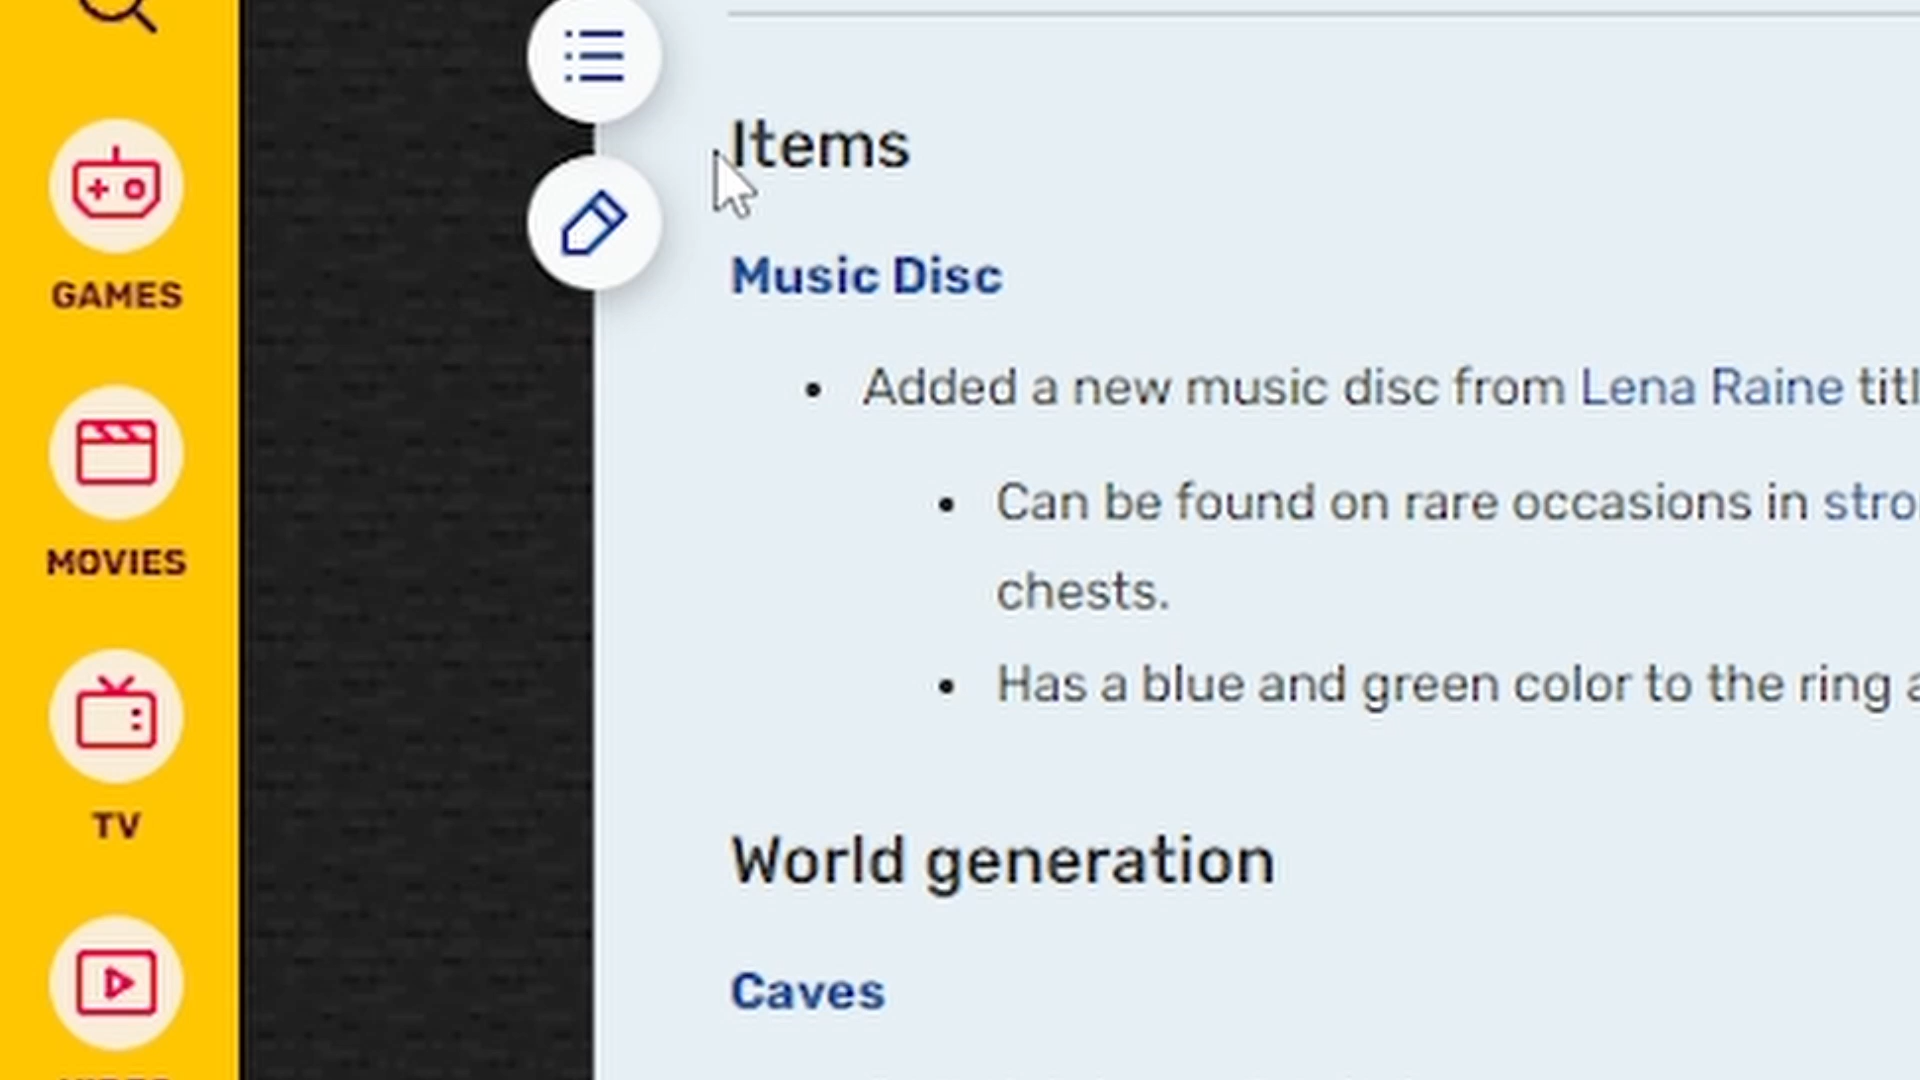 GAMES
MOVIES
TV
Items
Music Disc
Added a new music disc from Lena Raine
Can be found on rare occasions in
chests.
Has a blue and green color to the ring
World generation
Caves